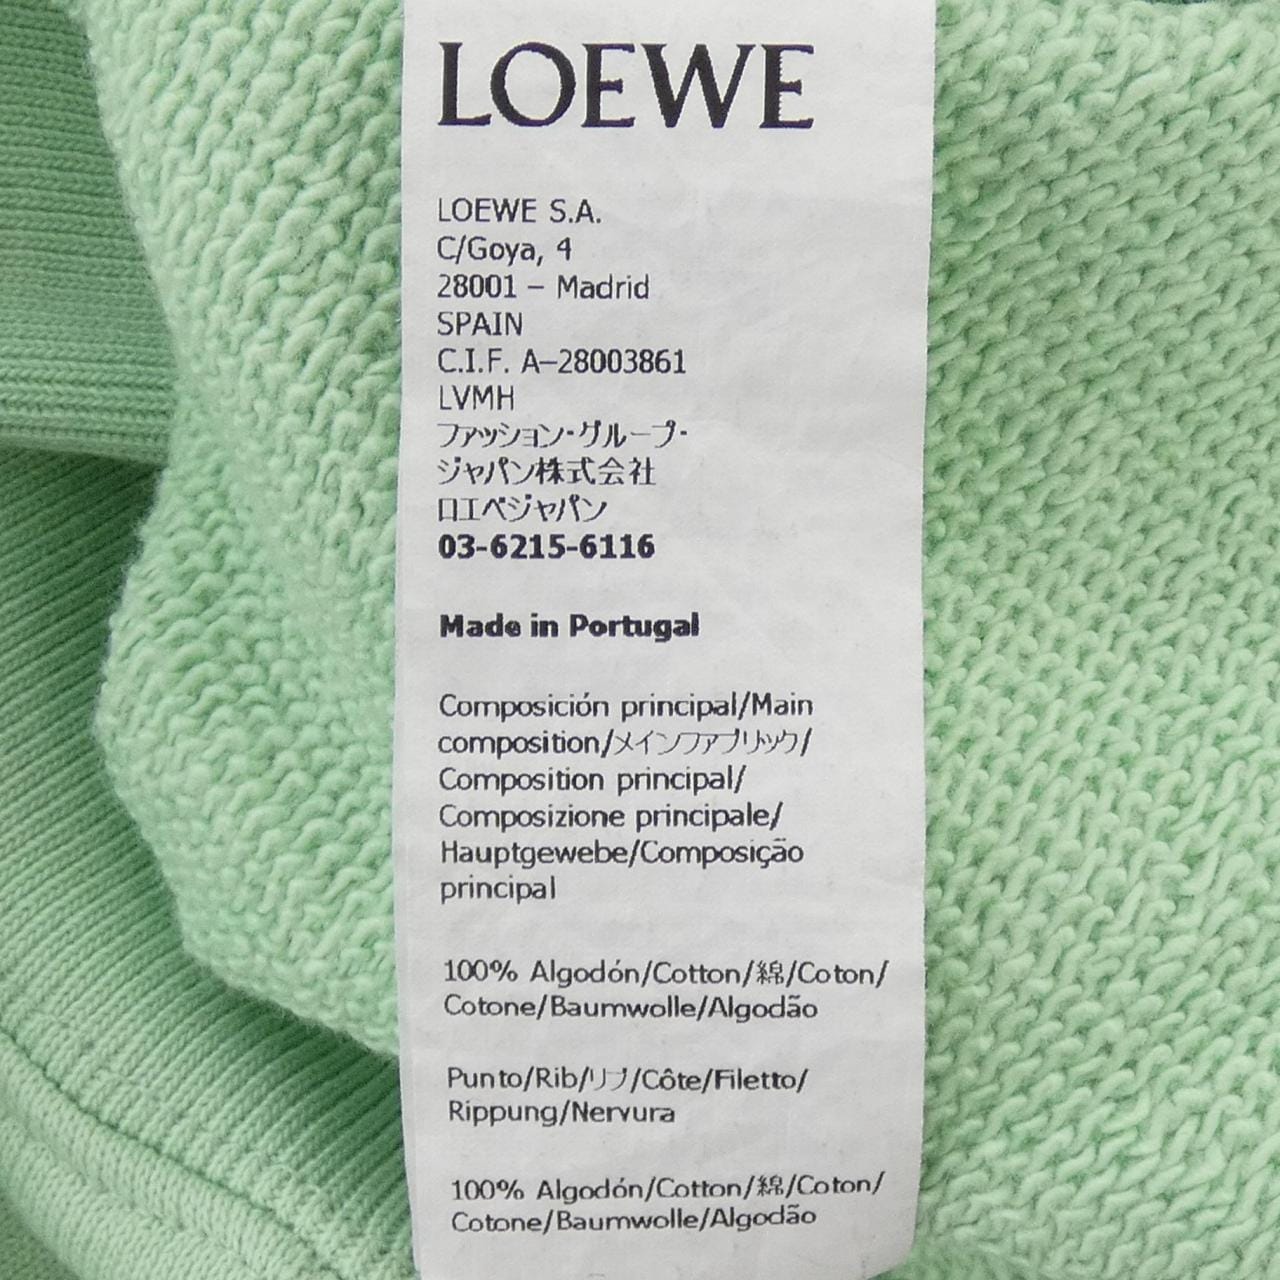 LOEWE
LOEWE S.A.
C/Goya, 4
28001 – Madrid
SPAIN
C.I.F. A–28003861
LVMH
ファッション・グループ・
ジャパン株式会社
ロエベジャパン
03-6215-6116
Made in Portugal
Composición principal/Main
composition/メインファブリック/
Composition principal/
Composizione principale/
Hauptgewebe/Composição
principal
100% Algodón/Cotton/綿/Coton/
Cotone/Baumwolle/Algodão
Punto/Rib/リブ/Côte/Filetto/
Rippung/Nervura
100% Algodón/Cotton/綿/Coton/
Cotone/Baumwolle/Algodão